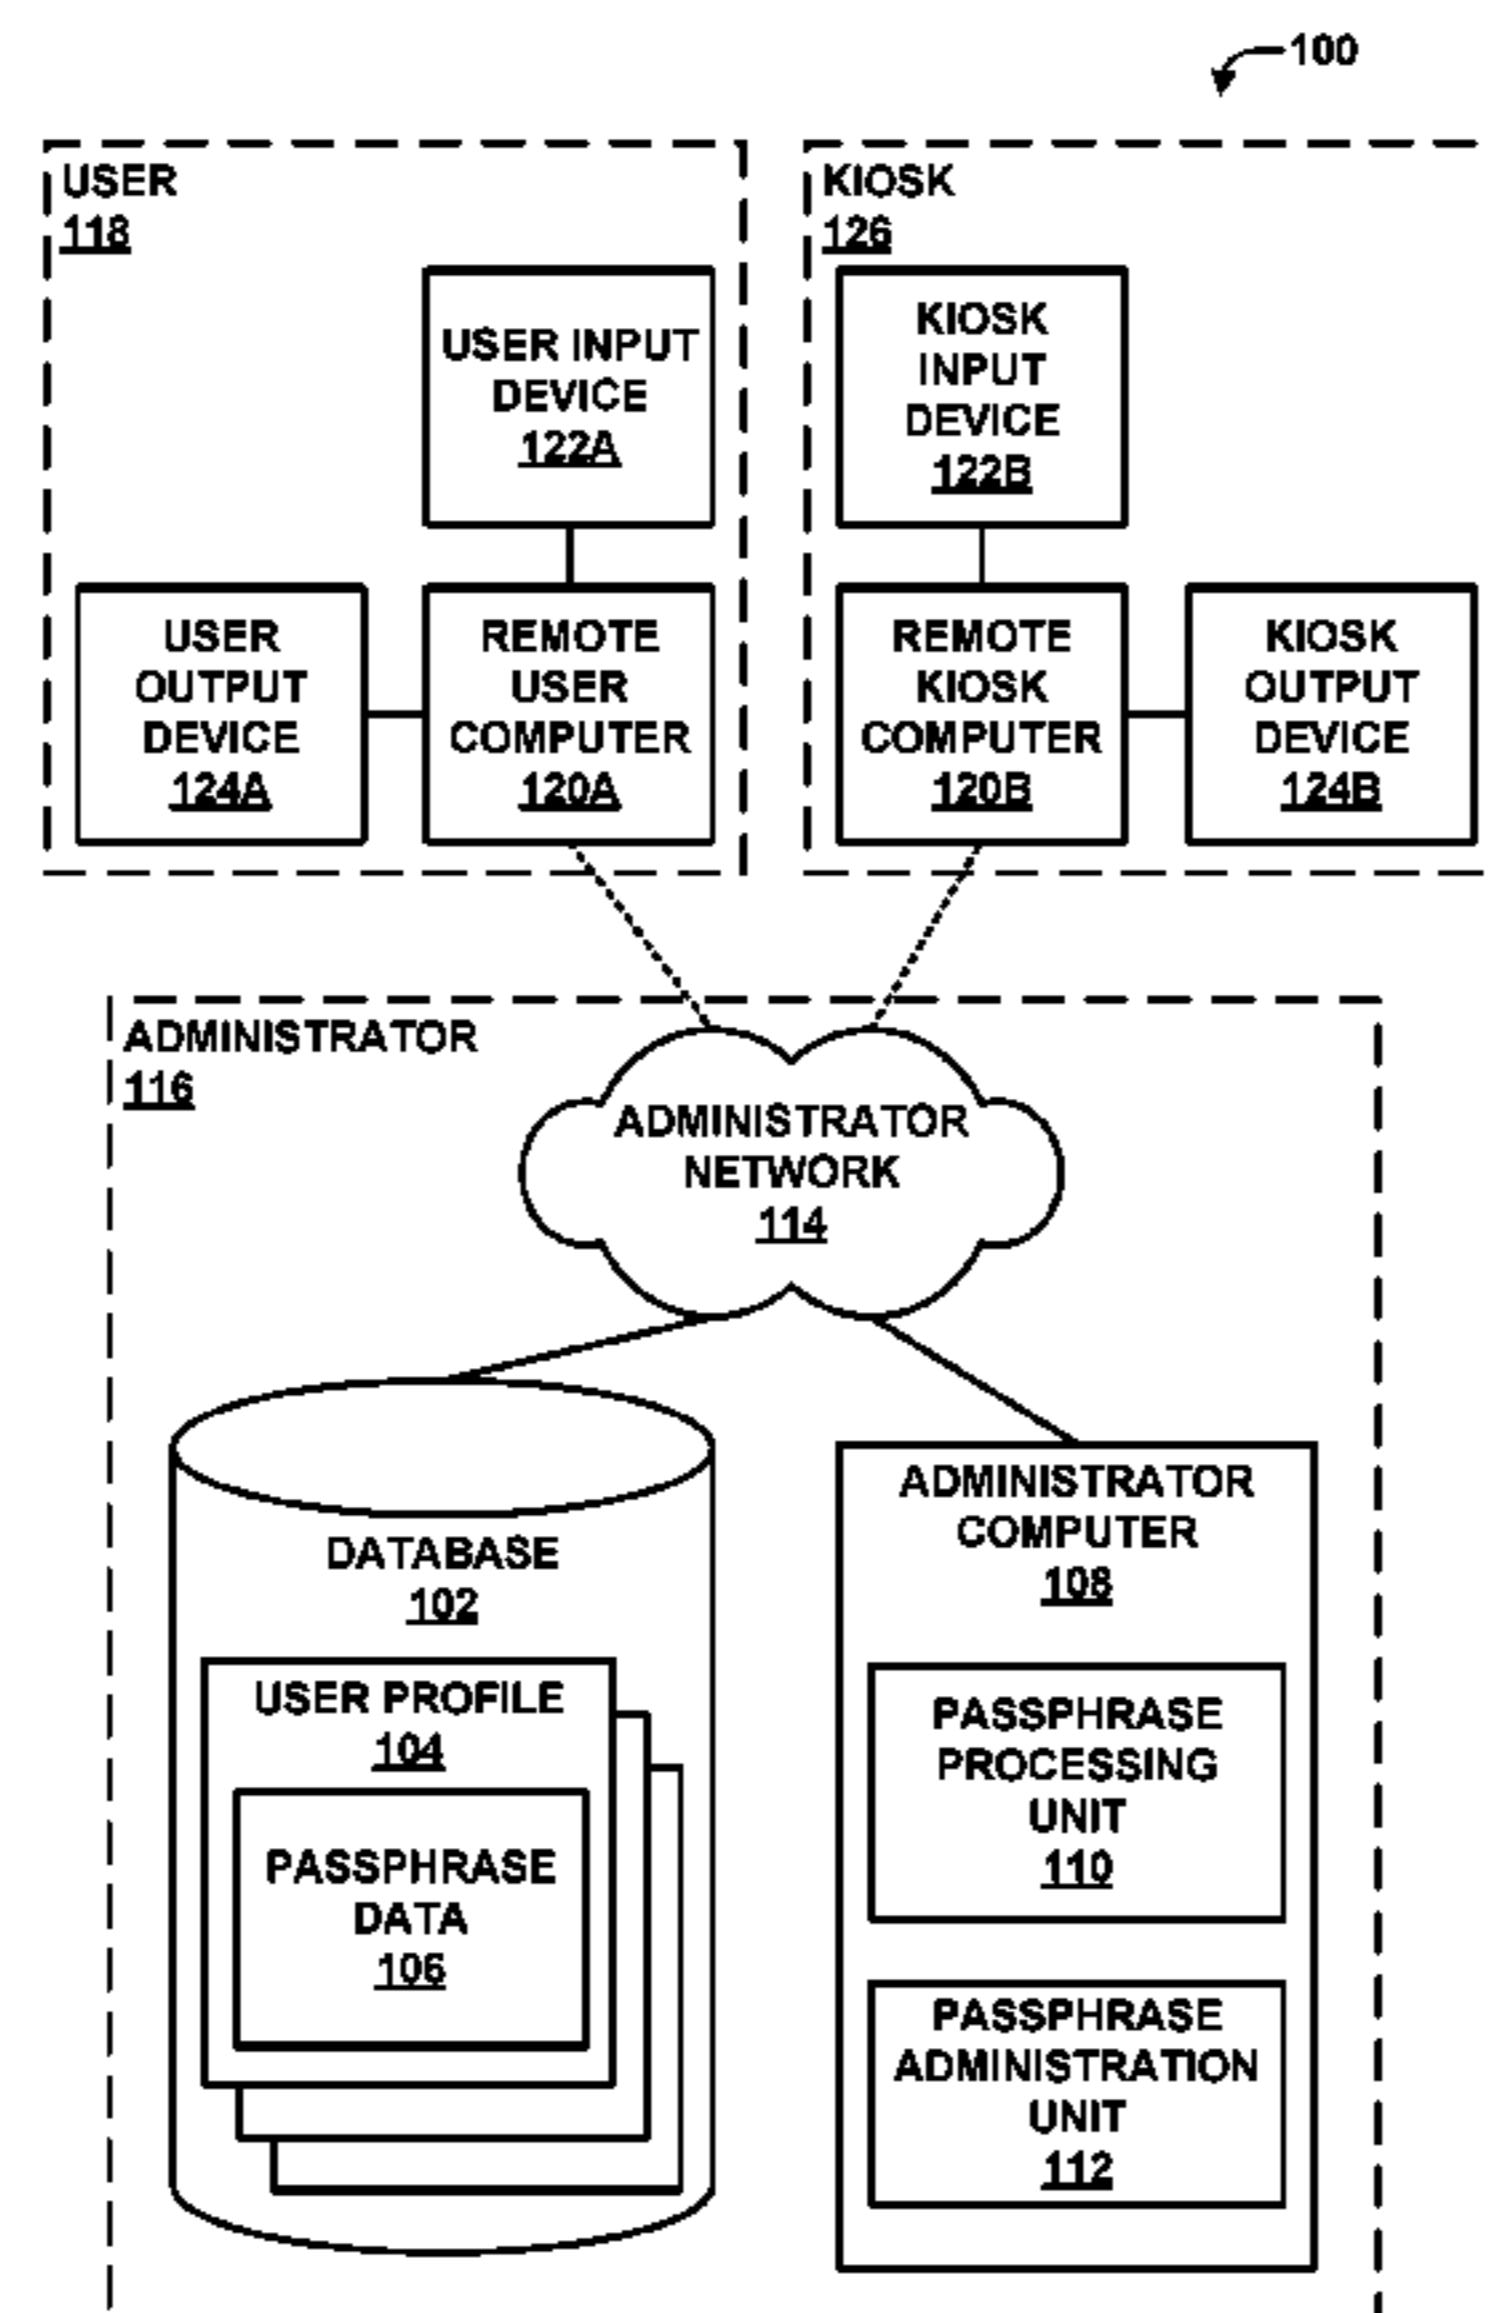 100
USER
118
USER INPUT
DEVICE
122A
USER
OUTPUT
DEVICE
124A
REMOTE
USER
COMPUTER
120A
KIOSK
126
KIOSK
INPUT
DEVICE
122B
REMOTE
KIOSK
COMPUTER
120B
KIOSK
OUTPUT
DEVICE
124B
ADMINISTRATOR
116
ADMINISTRATOR
NETWORK
114
DATABASE
102
USER PROFILE
104
PASSPHRASE
DATA
106
ADMINISTRATOR
COMPUTER
108
PASSPHRASE
PROCESSING
UNIT
110
PASSPHRASE
ADMINISTRATION
UNIT
112